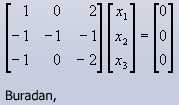 [ 1 0 2 ] [ x₁ ] [ 0 ]
[ -1 -1 -1 ] [ x₂ ] = [ 0 ]
[ -1 0 -2 ] [ x₃ ] [ 0 ]
Buradan,